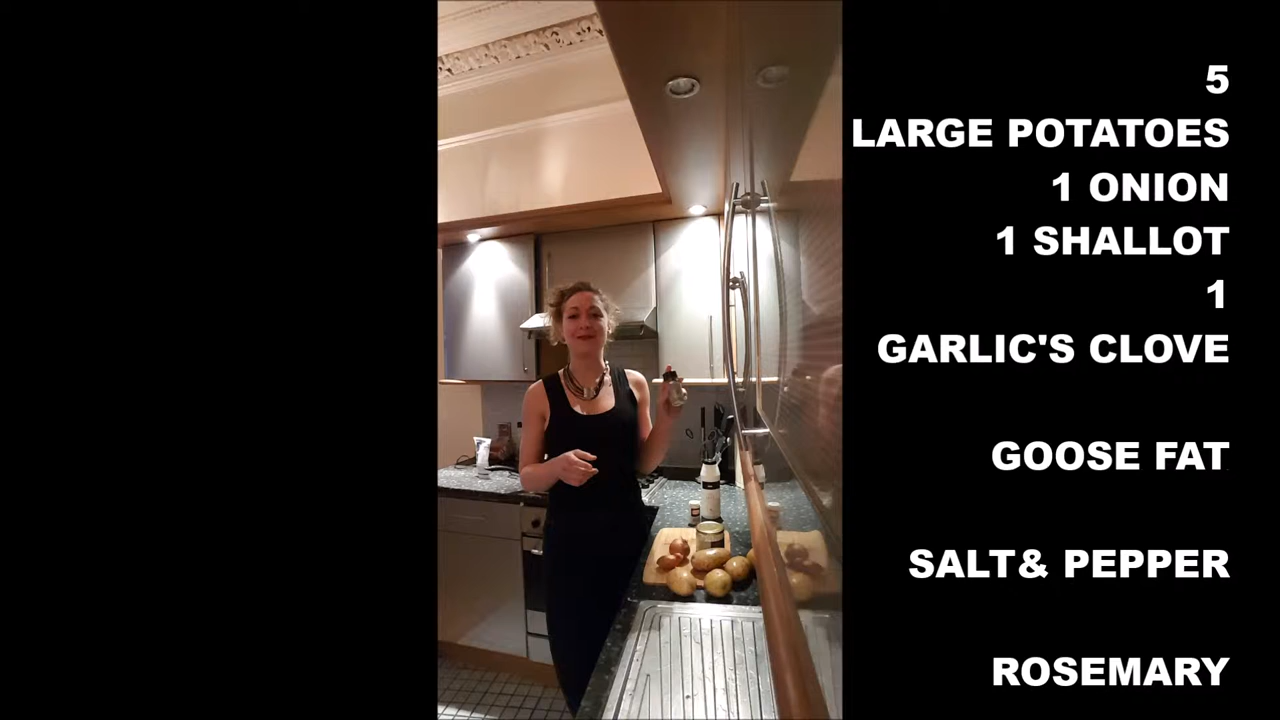 5
LARGE POTATOES
1 ONION
1 SHALLOT
1
GARLIC'S CLOVE
GOOSE FAT
SALT& PEPPER
ROSEMARY